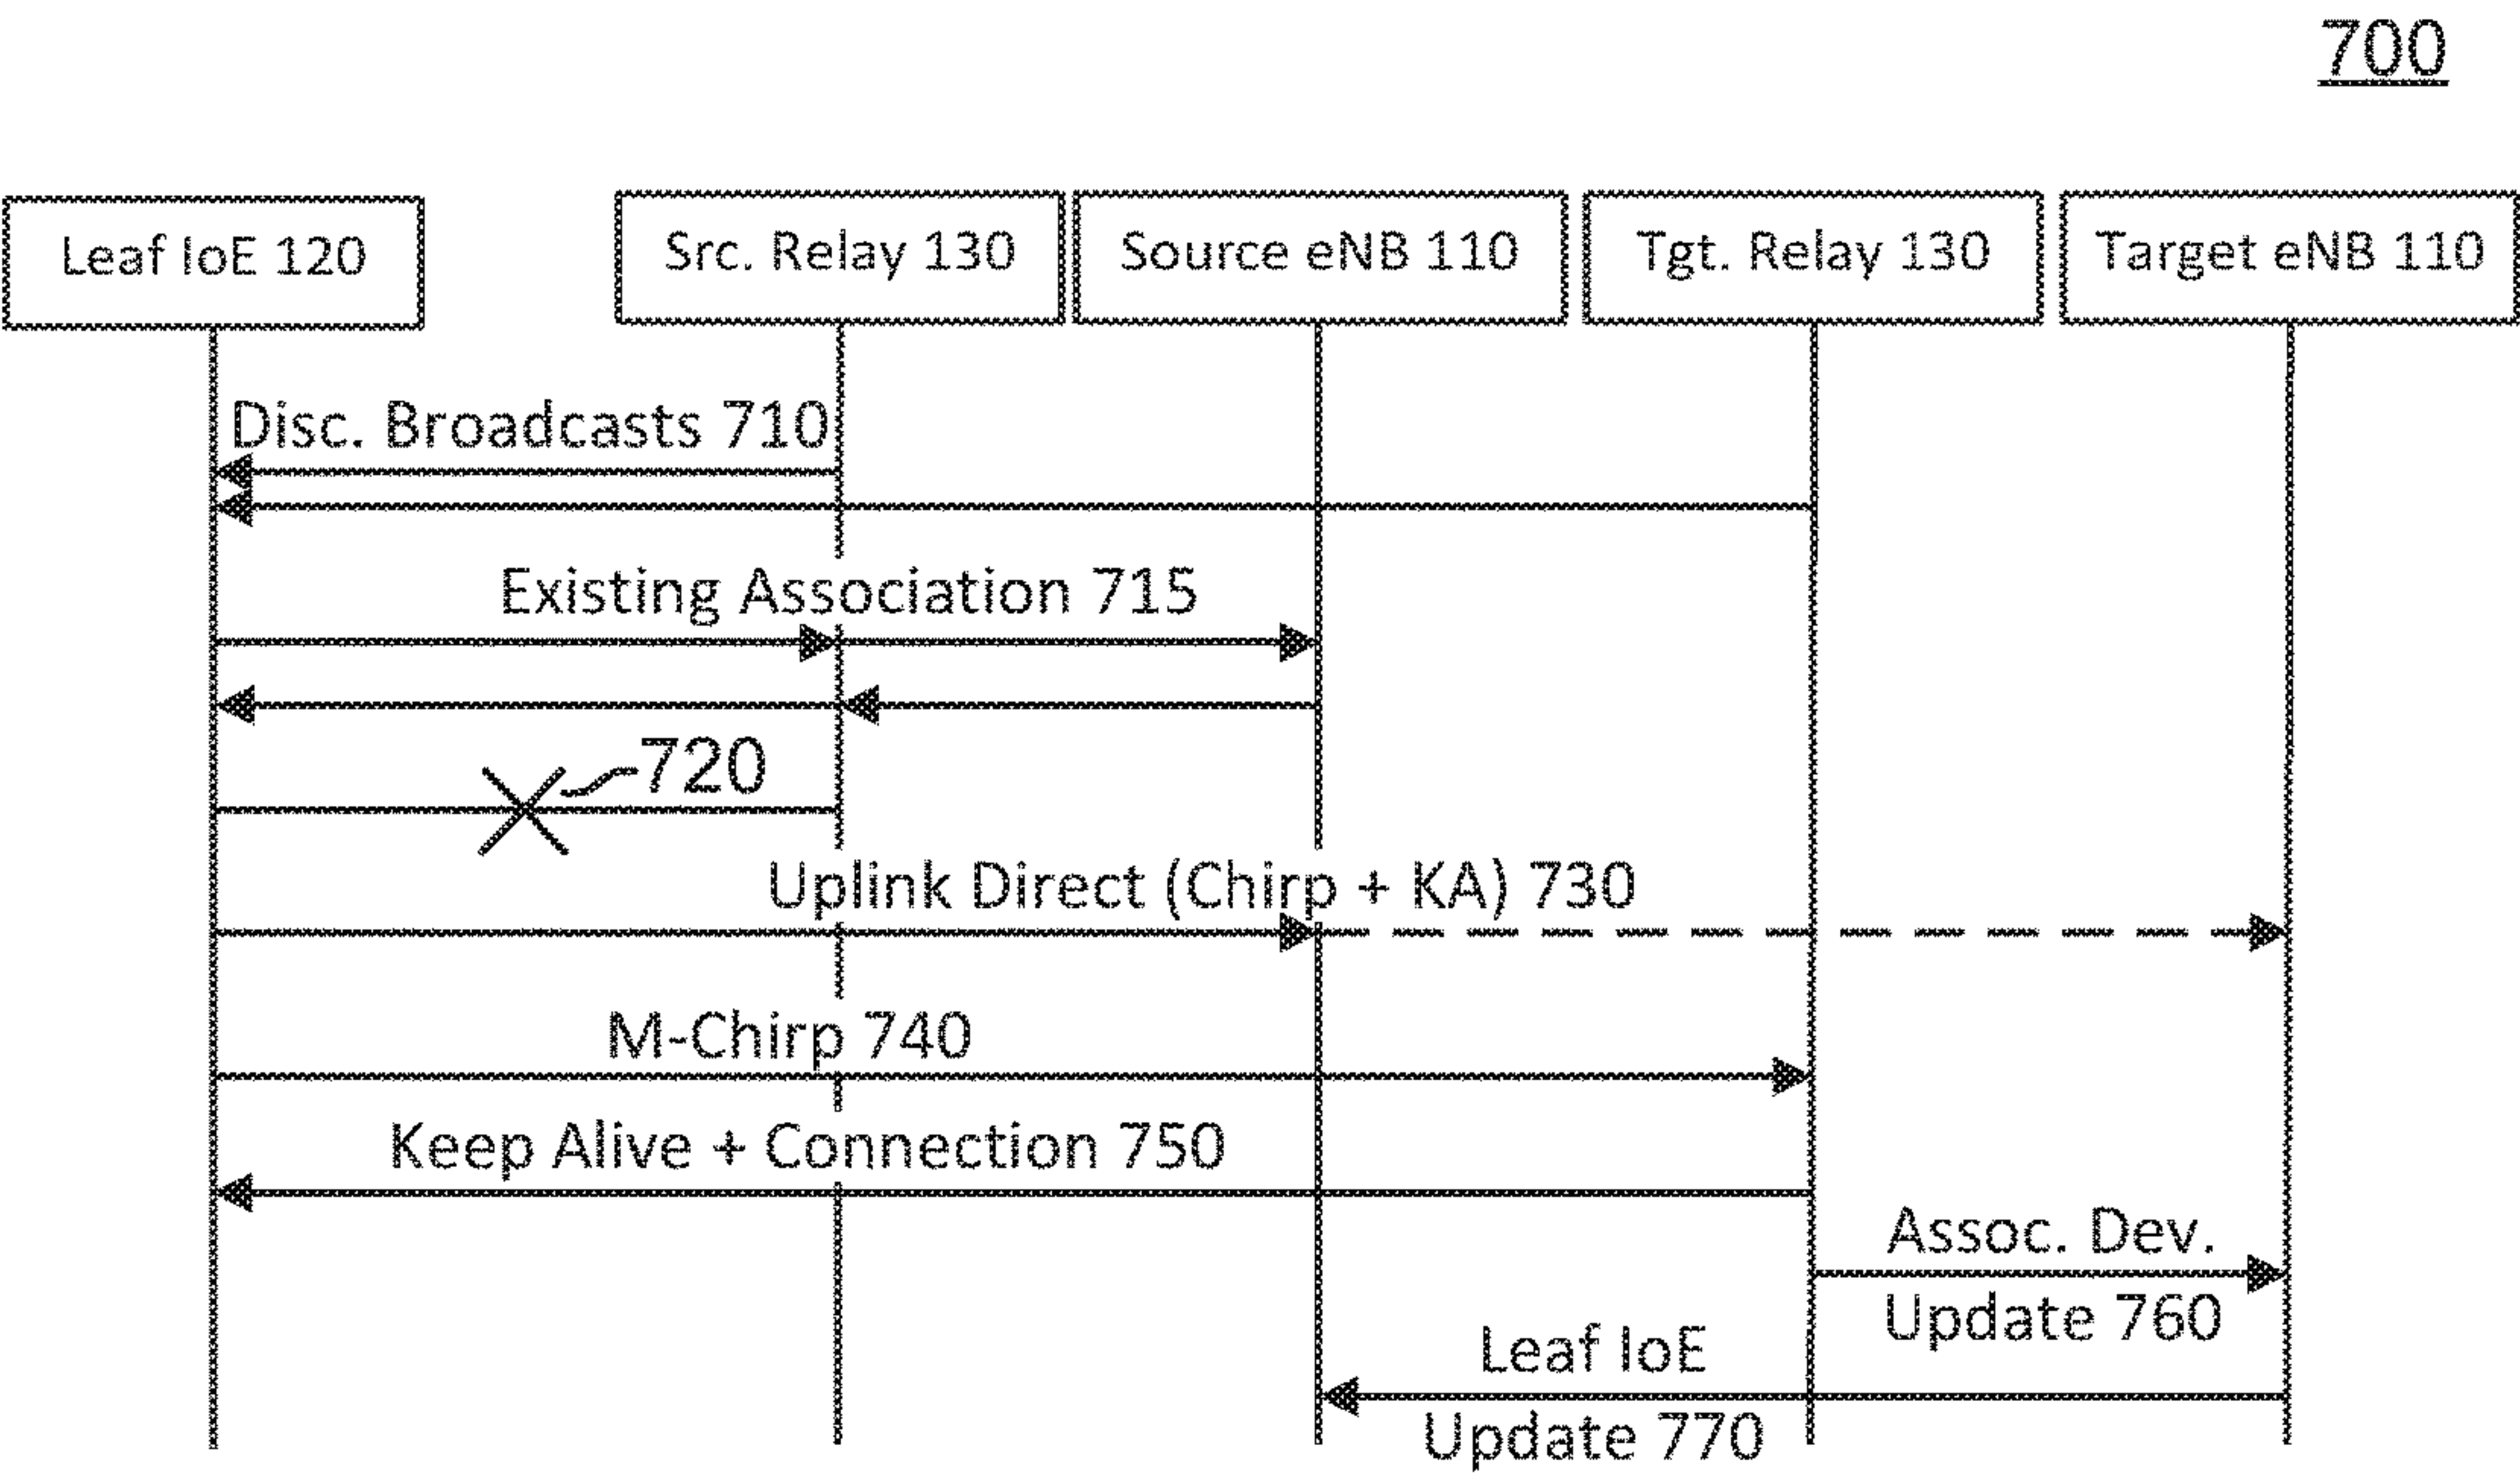 700
Leaf IoE 120
Src. Relay 130
Source eNB 110
Tgt. Relay 130
Target eNB 110
Disc. Broadcasts 710
Existing Association 715
720
Uplink Direct (Chirp + KA) 730
M-Chirp 740
Keep Alive + Connection 750
Assoc. Dev.
Update 760
Leaf IoE
Update 770